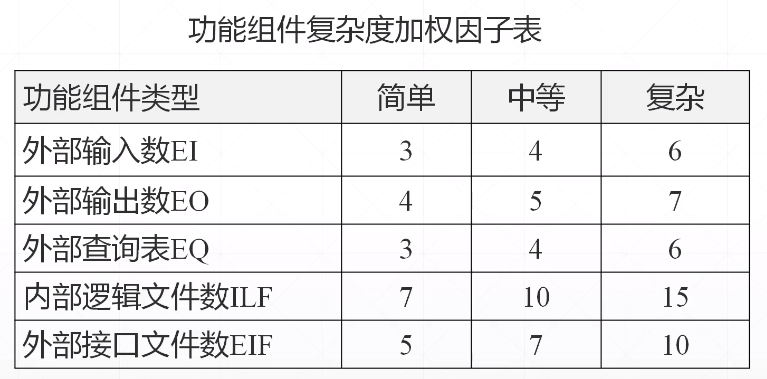 功能组件复杂度加权因子表
功能组件类型 简单 中等 复杂
外部输入数EI 3 4 6
外部输出数EO 4 5 7
外部查询表EQ 3 4 6
内部逻辑文件数ILF 7 10 15
外部接口文件数EIF 5 7 10